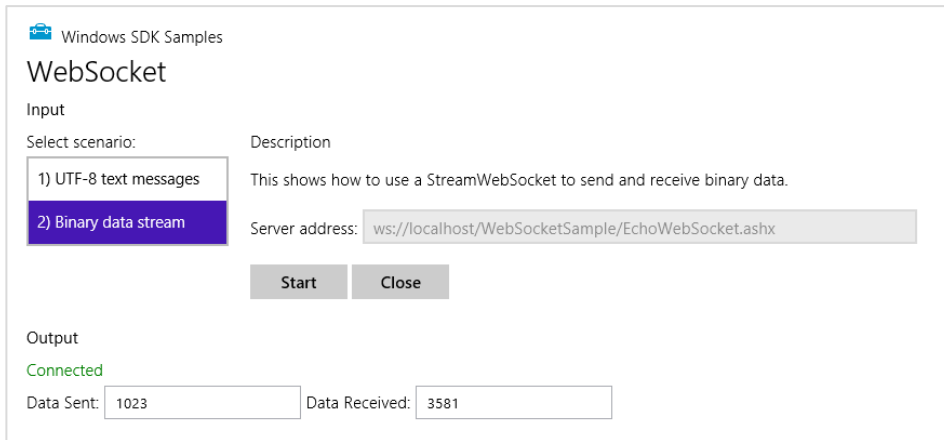 Windows SDK Samples
WebSocket
Input
Select scenario:
Description
1) UTF-8 text messages
This shows how to use a StreamWebSocket to send and receive binary data.
2) Binary data stream
Server address: ws://localhost/WebSocketSample/EchoWebSocket.ashx
Start Close
Output
Connected
Data Sent: 1023 Data Received: 3581